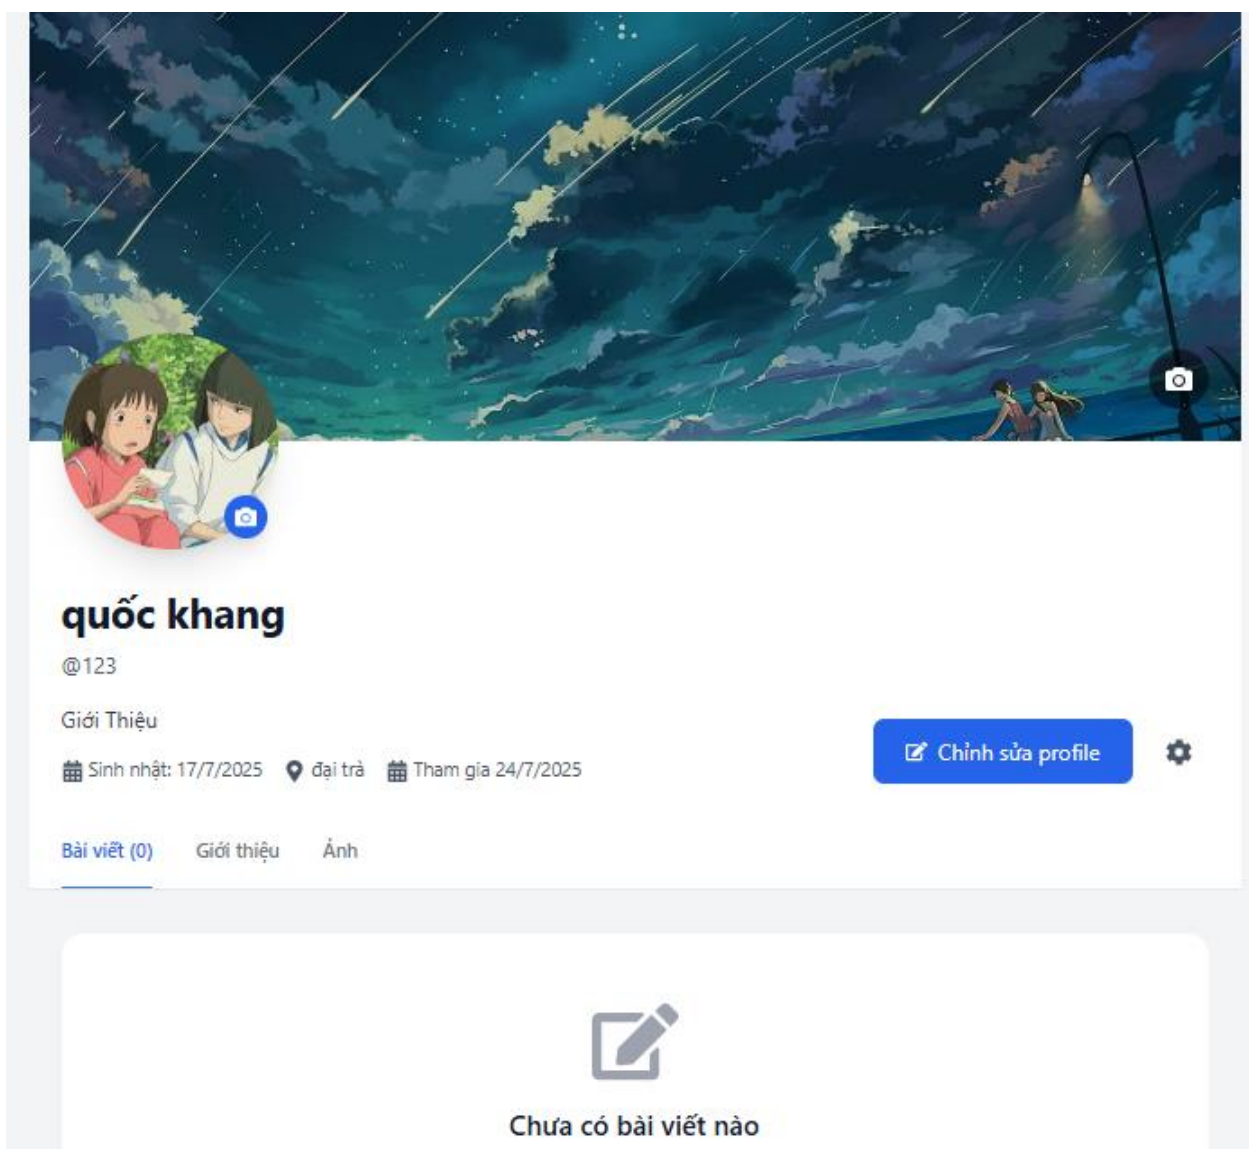 quốc khang
@123
Giới Thiệu
Sinh nhật: 17/7/2025 đại trà Tham gia 24/7/2025
Chỉnh sửa profile
Bài viết (0) Giới thiệu Ảnh
Chưa có bài viết nào